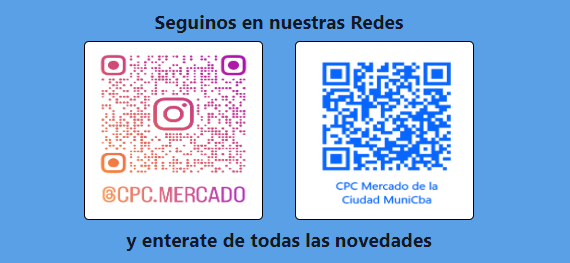 Seguinos en nuestras Redes
@CPC.MERCADO
CPC Mercado de la
Ciudad MuniCba
y enterate de todas las novedades